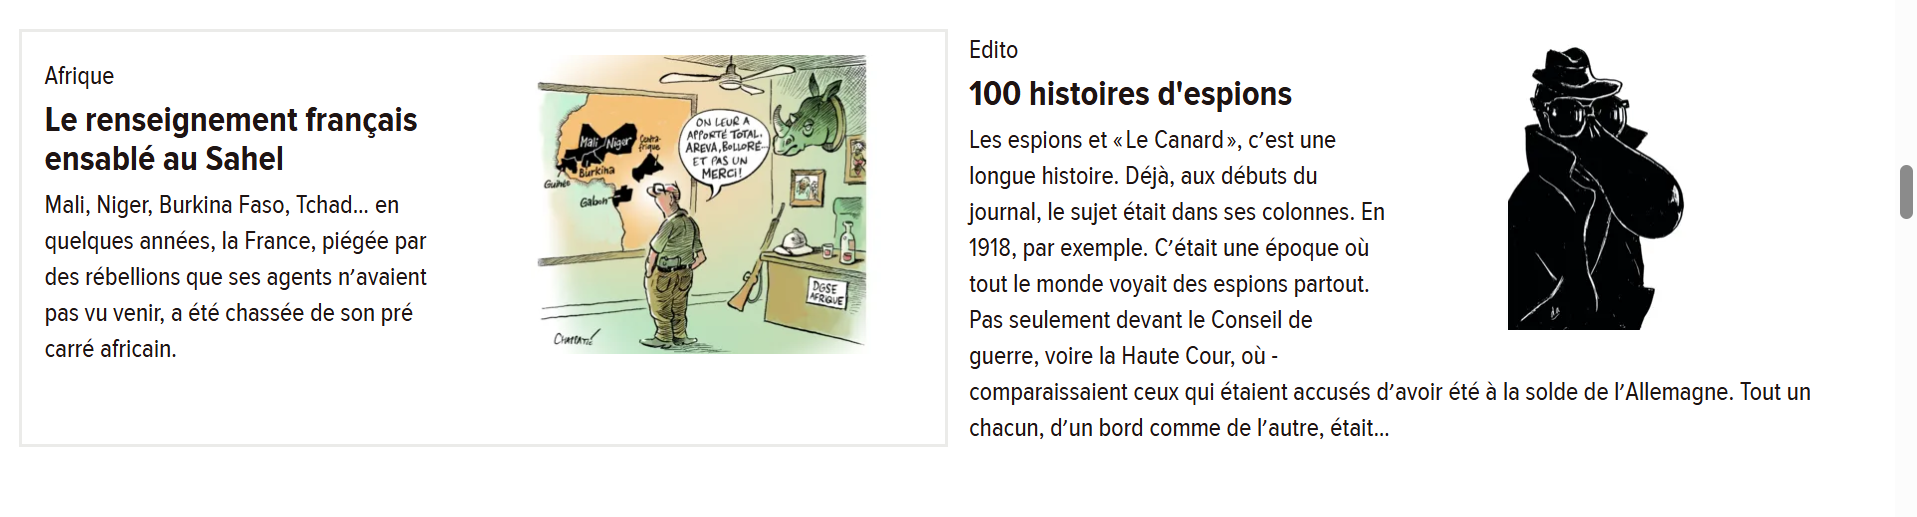 Afrique
Le renseignement français
ensablé au Sahel
Mali, Niger, Burkina Faso, Tchad... en
quelques années, la France, piégée par
des rébellions que ses agents n’avaient
pas vu venir, a été chassée de son pré
carré africain.
ON LEUR A
APPORTÉ TOTAL,
AREVA, BOLLORÉ...
ET PAS UN
MERCI!
Mali
Niger
Centra-
frique
Burkina
Guinée
Gabon
DGSE
AFRIQUE
CHAPPATTE
Edito
100 histoires d'espions
Les espions et «Le Canard», c’est une
longue histoire. Déjà, aux débuts du
journal, le sujet était dans ses colonnes. En
1918, par exemple. C’était une époque où
tout le monde voyait des espions partout.
Pas seulement devant le Conseil de
guerre, voire la Haute Cour, où -
comparaissaient ceux qui étaient accusés d’avoir été à la solde de l’Allemagne. Tout un
chacun, d’un bord comme de l’autre, était...